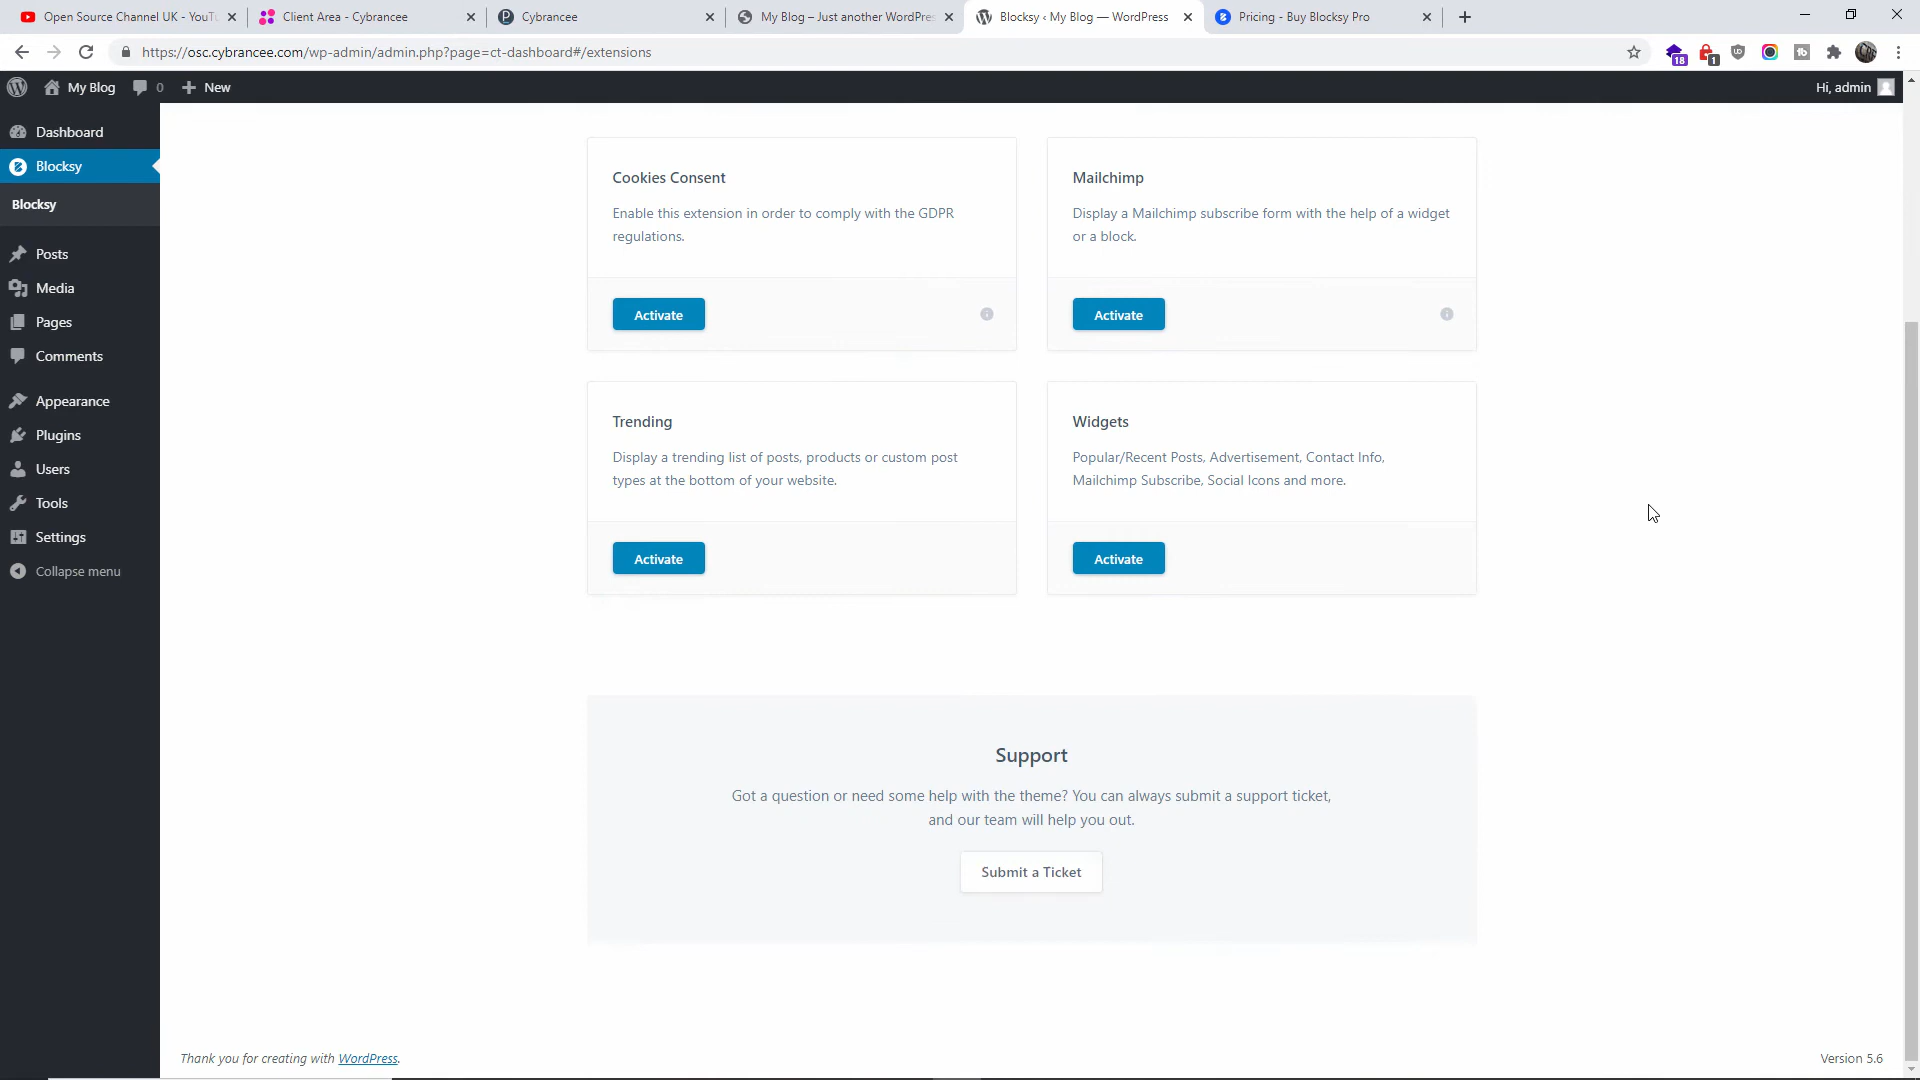 Open Source Channel UK - YouTu
Client Area - Cybrancee
Cybrancee
My Blog – Just another WordPres
Blocksy ‹ My Blog — WordPress
Pricing - Buy Blocksy Pro
https://osc.cybrancee.com/wp-admin/admin.php?page=ct-dashboard#/extensions
18
1
My Blog
0
New
Hi, admin
Dashboard
Blocksy
Blocksy
Posts
Media
Pages
Comments
Appearance
Plugins
Users
Tools
Settings
Collapse menu
Cookies Consent
Enable this extension in order to comply with the GDPR
regulations.
Activate
Mailchimp
Display a Mailchimp subscribe form with the help of a widget
or a block.
Activate
Trending
Display a trending list of posts, products or custom post
types at the bottom of your website.
Activate
Widgets
Popular/Recent Posts, Advertisement, Contact Info,
Mailchimp Subscribe, Social Icons and more.
Activate
Support
Got a question or need some help with the theme? You can always submit a support ticket,
and our team will help you out.
Submit a Ticket
Thank you for creating with WordPress.
Version 5.6